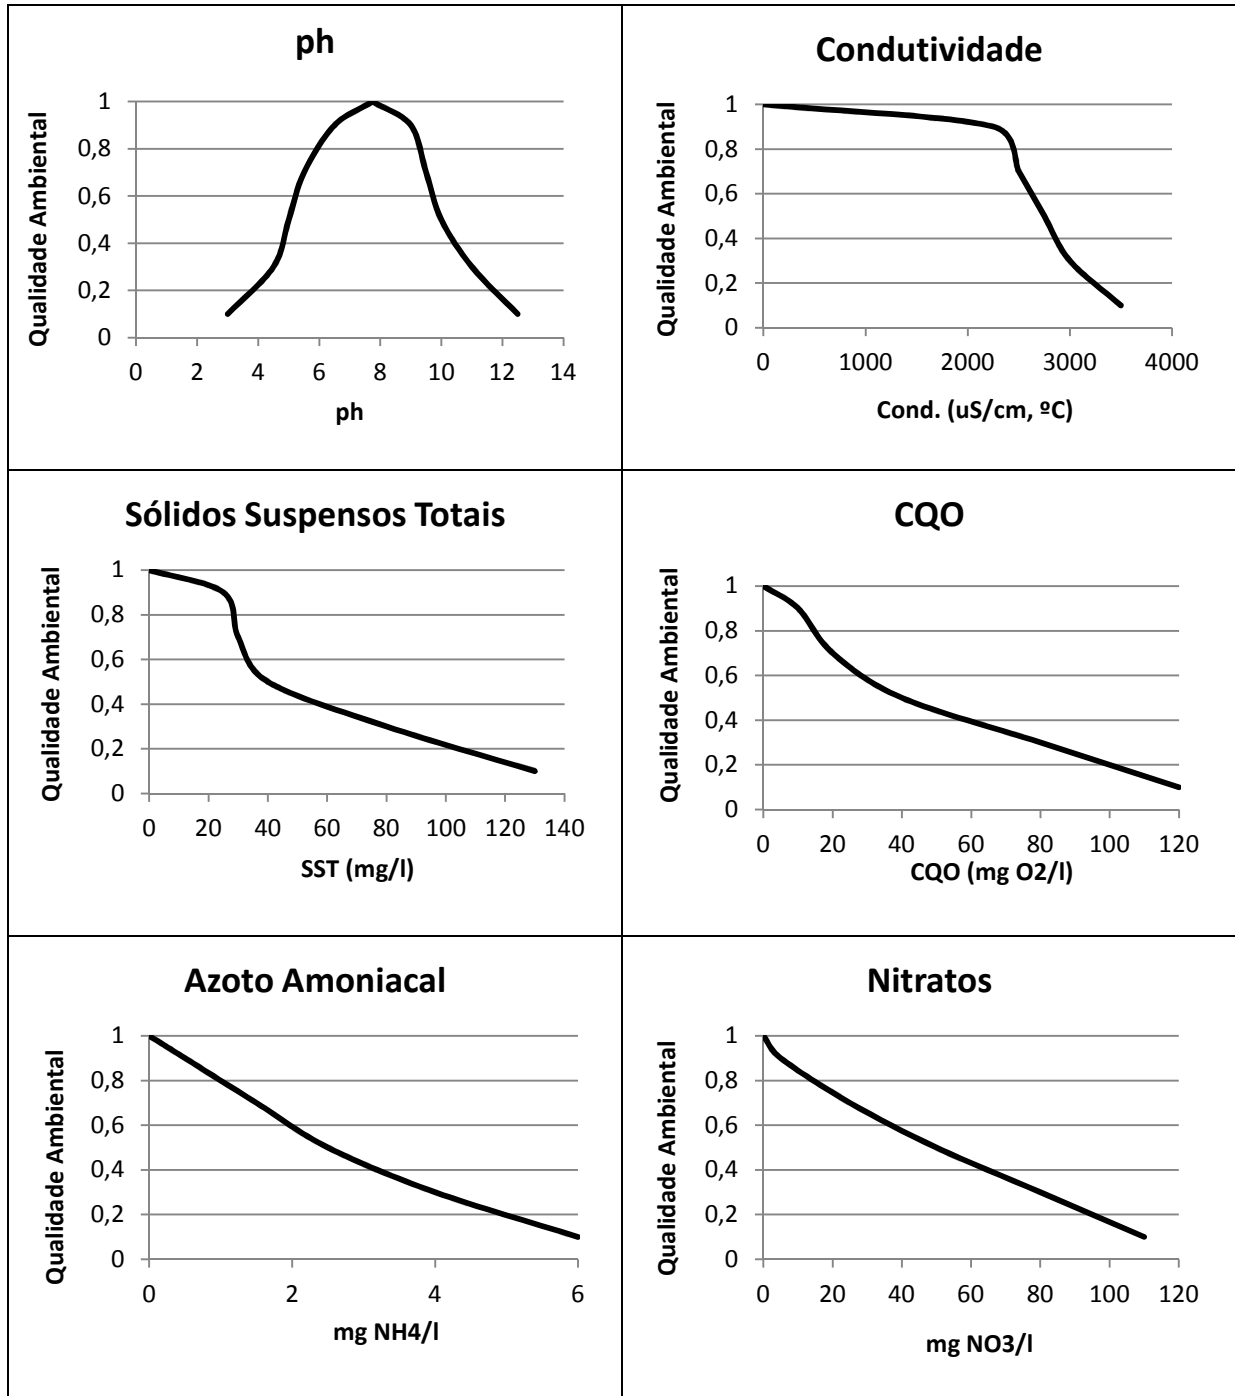 ph
Qualidade Ambiental
1
0,8
0,6
0,4
0,2
0
0 2 4 6 8 10 12 14
ph
Condutividade
Qualidade Ambiental
1
0,8
0,6
0,4
0,2
0
0 1000 2000 3000 4000
Cond. (uS/cm, ºC)
Sólidos Suspensos Totais
Qualidade Ambiental
1
0,8
0,6
0,4
0,2
0
0 20 40 60 80 100 120 140
SST (mg/l)
CQO
Qualidade Ambiental
1
0,8
0,6
0,4
0,2
0
0 20 40 60 80 100 120
CQO (mg O2/l)
Azoto Amoniacal
Qualidade Ambiental
1
0,8
0,6
0,4
0,2
0
0 2 4 6
mg NH4/l
Nitratos
Qualidade Ambiental
1
0,8
0,6
0,4
0,2
0
0 20 40 60 80 100 120
mg NO3/l